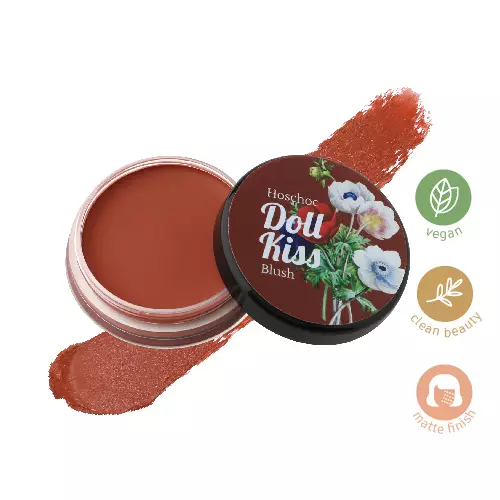 Hoschoc
Doll
Kiss
Blush
vegan
clean beauty
matte finish